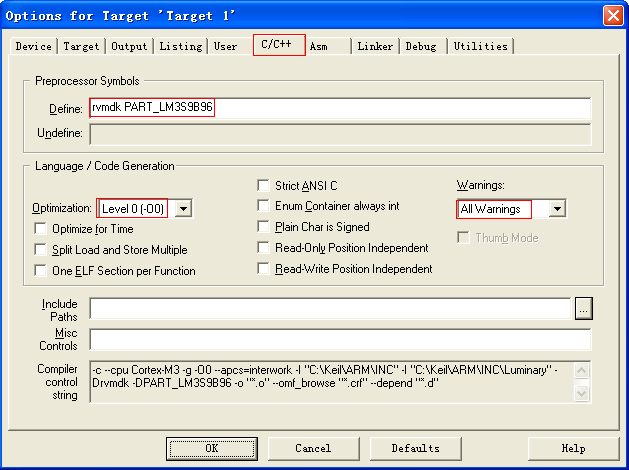 Options for Target 'Target 1'
Device Target Output Listing User C/C++ Asm Linker Debug Utilities
Preprocessor Symbols
Define: rvmdk PART_LM3S9B96
Undefine:
Language / Code Generation
Strict ANSI C Warnings:
Optimization: Level 0 (-O0) Enum Container always int All Warnings
Optimize for Time Plain Char is Signed Thumb Mode
Split Load and Store Multiple Read-Only Position Independent
One ELF Section per Function Read-Write Position Independent
Include Paths ...
Misc Controls
Compiler control string
-c --cpu Cortex-M3 -g -O0 --apcs=interwork -I "C:\Keil\ARM\INC" -I "C:\Keil\ARM\INC\Luminary" -
Drvmdk -DPART_LM3S9B96 -o "*.o" --omf_browse "*.crf" --depend "*.d"
OK Cancel Defaults Help